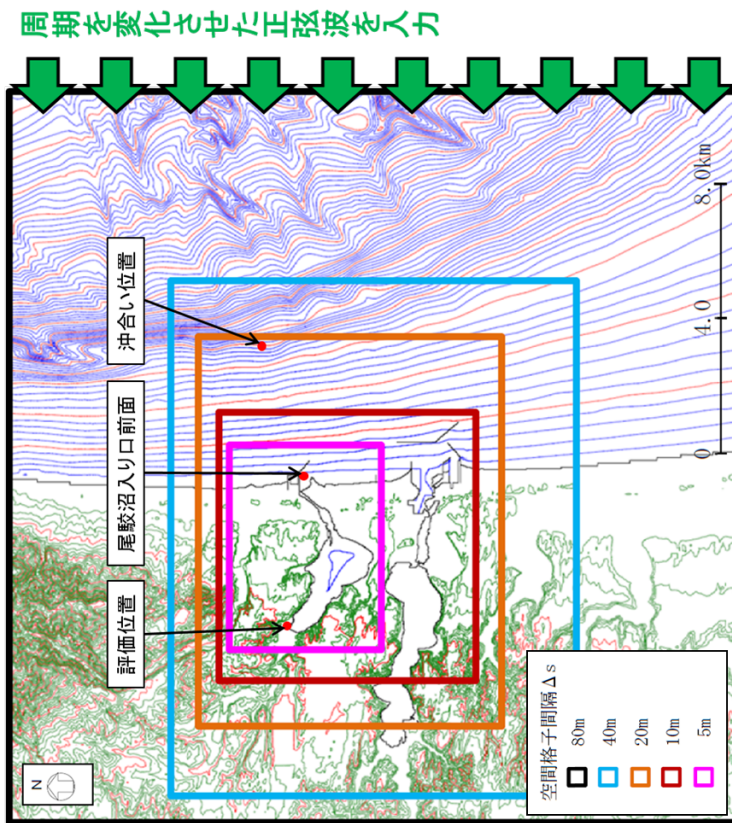 周期を変化させた正弦波を入力
沖合い位置
尾駮沼入り口前面
評価位置
N
8.0km
4.0
0
空間格子間隔Δs
80m
40m
20m
10m
5m